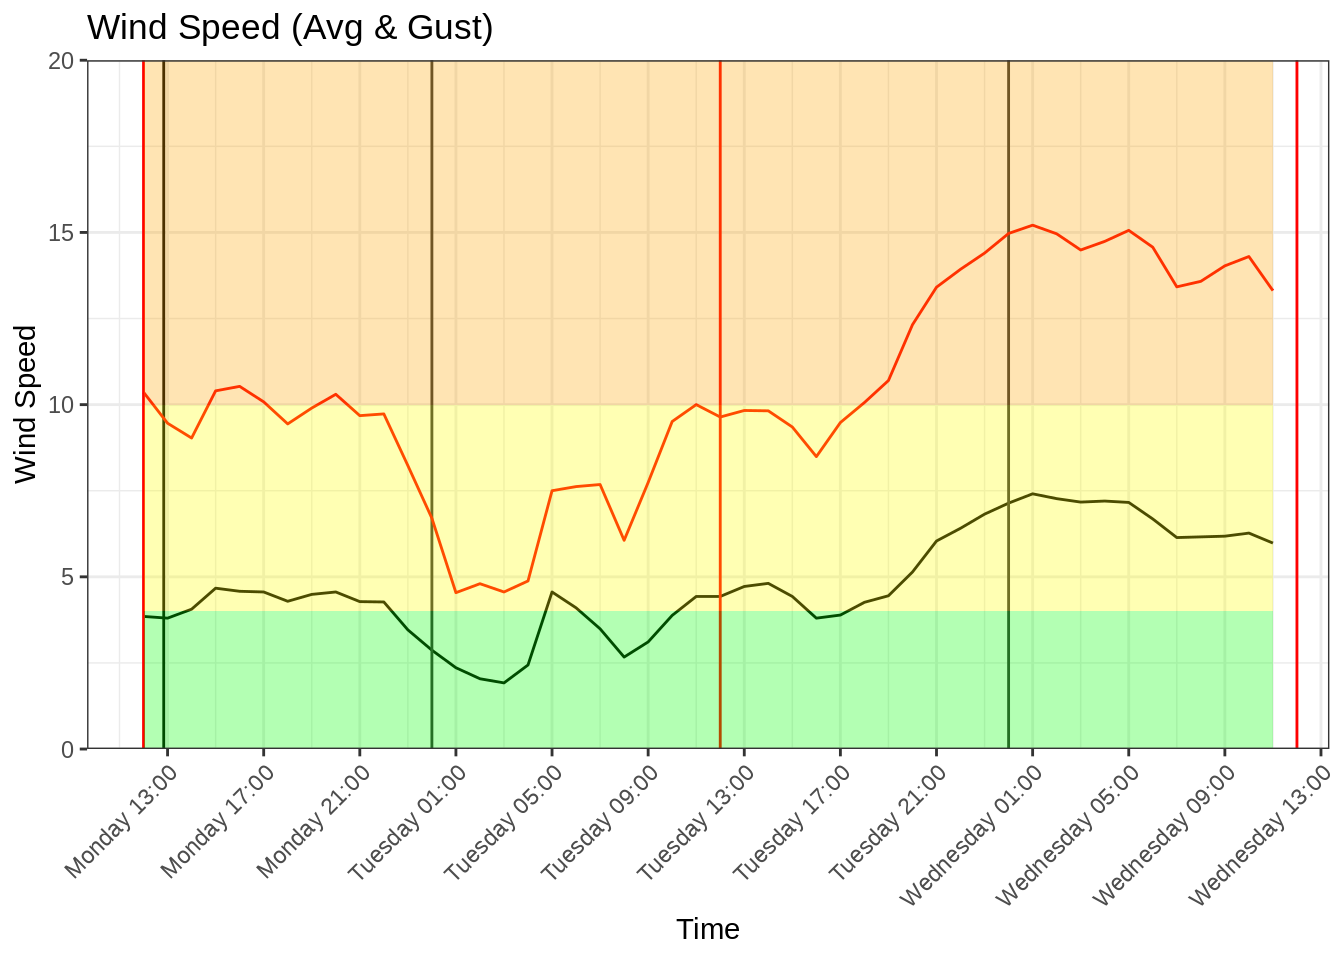 Wind Speed (Avg & Gust)
20
15
10
5
0
Wind Speed
Monday 13:00
Monday 17:00
Monday 21:00
Tuesday 01:00
Tuesday 05:00
Tuesday 09:00
Tuesday 13:00
Tuesday 17:00
Tuesday 21:00
Wednesday 01:00
Wednesday 05:00
Wednesday 09:00
Wednesday 13:00
Time